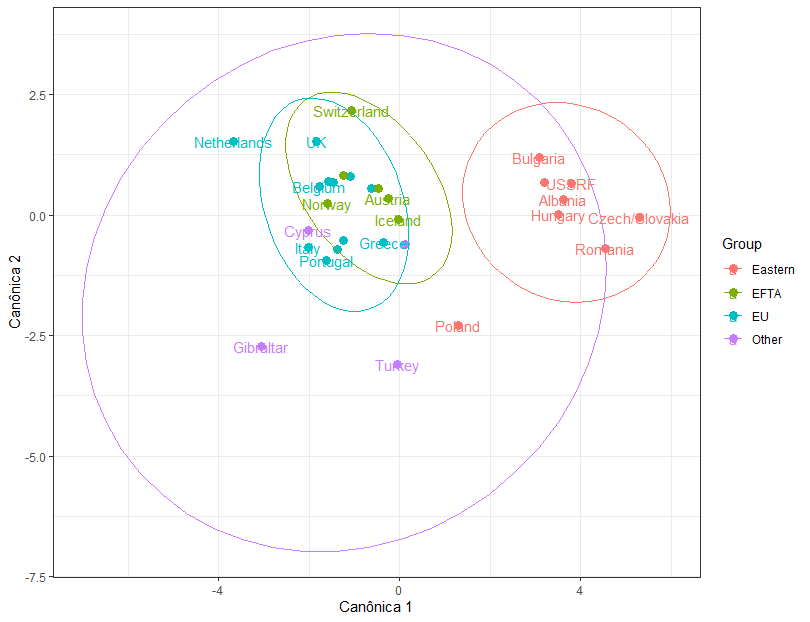 2.5
0.0
-2.5
-5.0
-7.5
Canônica 2
Switzerland
Netherlands
UK
Bulgaria
USSRF
Belgium
Albania
Austria
Norway
Hungary
Czech/Slovakia
Iceland
Cyprus
Greece
Italy
Romania
Portugal
Poland
Gibraltar
Turkey
-4
0
4
Canônica 1
Group
Eastern
EFTA
EU
Other